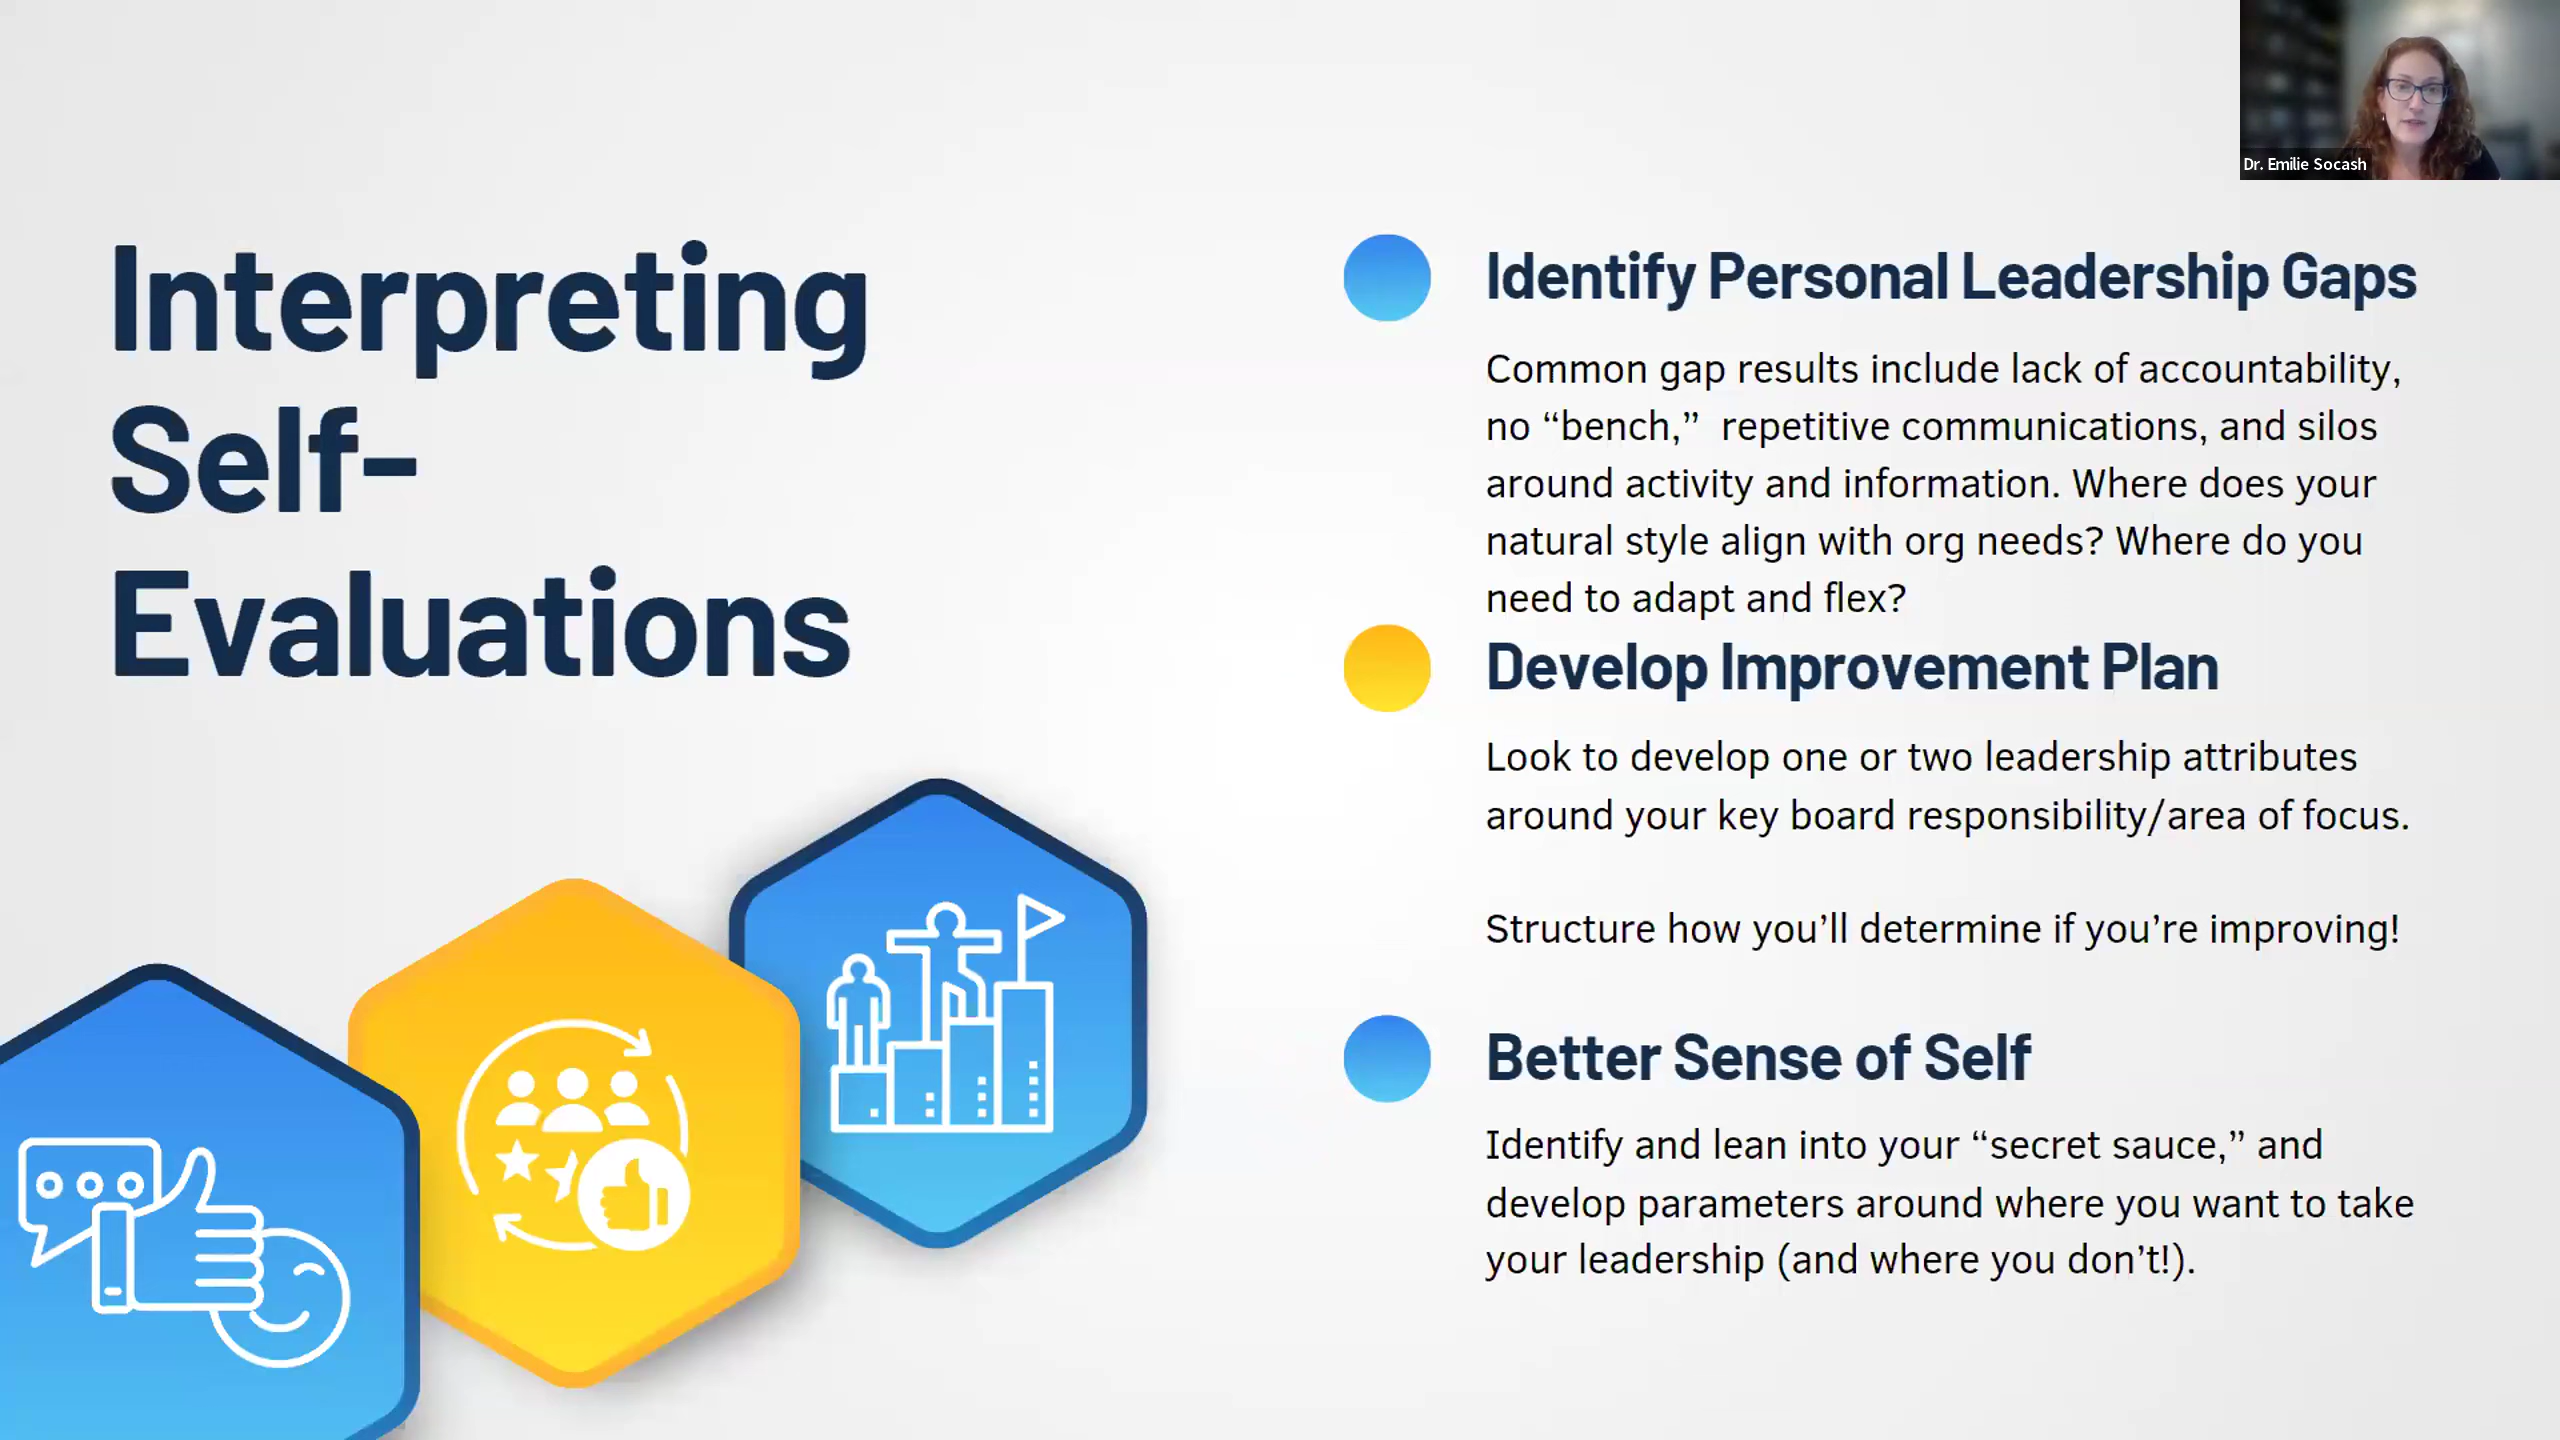 Dr. Emilie Socash
Interpreting
Self-
Evaluations
Identify Personal Leadership Gaps
Common gap results include lack of accountability,
no “bench,”  repetitive communications, and silos
around activity and information. Where does your
natural style align with org needs? Where do you
need to adapt and flex?
Develop Improvement Plan
Look to develop one or two leadership attributes
around your key board responsibility/area of focus.
Structure how you’ll determine if you’re improving!
Better Sense of Self
Identify and lean into your “secret sauce,” and
develop parameters around where you want to take
your leadership (and where you don’t!).